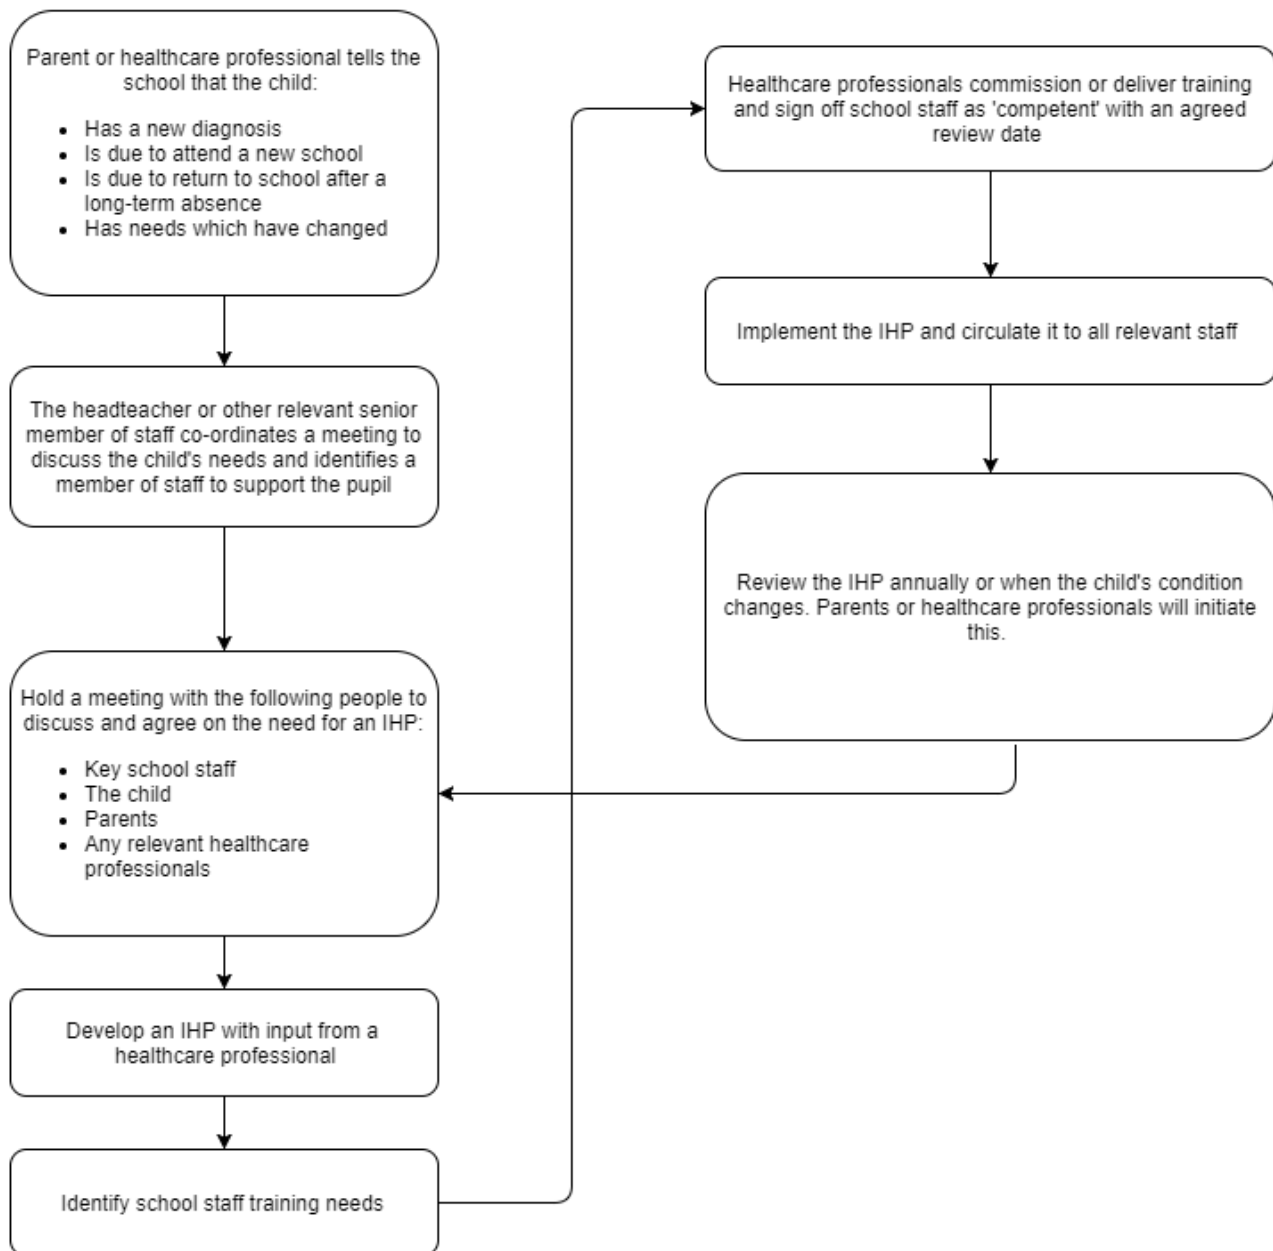 Parent or healthcare professional tells the
school that the child:
• Has a new diagnosis
• Is due to attend a new school
• Is due to return to school after a
long-term absence
• Has needs which have changed
The headteacher or other relevant senior
member of staff co-ordinates a meeting to
discuss the child's needs and identifies a
member of staff to support the pupil
Hold a meeting with the following people to
discuss and agree on the need for an IHP:
• Key school staff
• The child
• Parents
• Any relevant healthcare
professionals
Develop an IHP with input from a
healthcare professional
Identify school staff training needs
Healthcare professionals commission or deliver training
and sign off school staff as 'competent' with an agreed
review date
Implement the IHP and circulate it to all relevant staff
Review the IHP annually or when the child's condition
changes. Parents or healthcare professionals will initiate
this.